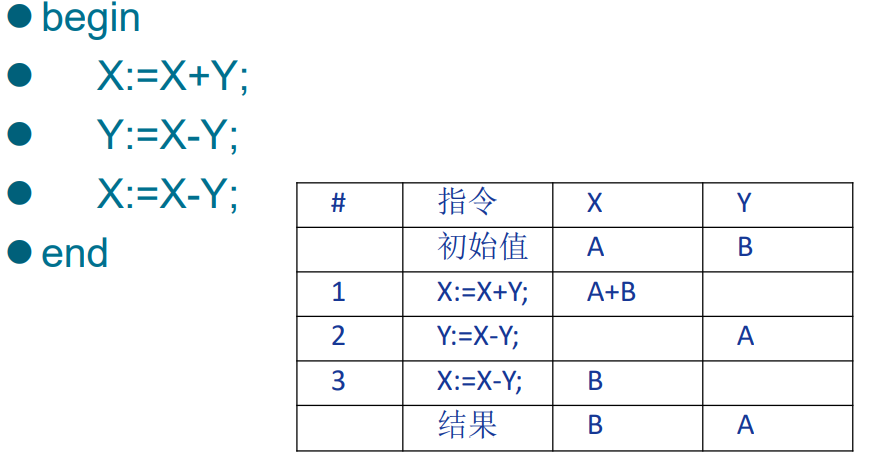 begin
X:=X+Y;
Y:=X-Y;
X:=X-Y;
end
# 指令 X Y
初始值 A B
1 X:=X+Y; A+B
2 Y:=X-Y; A
3 X:=X-Y; B
结果 B A